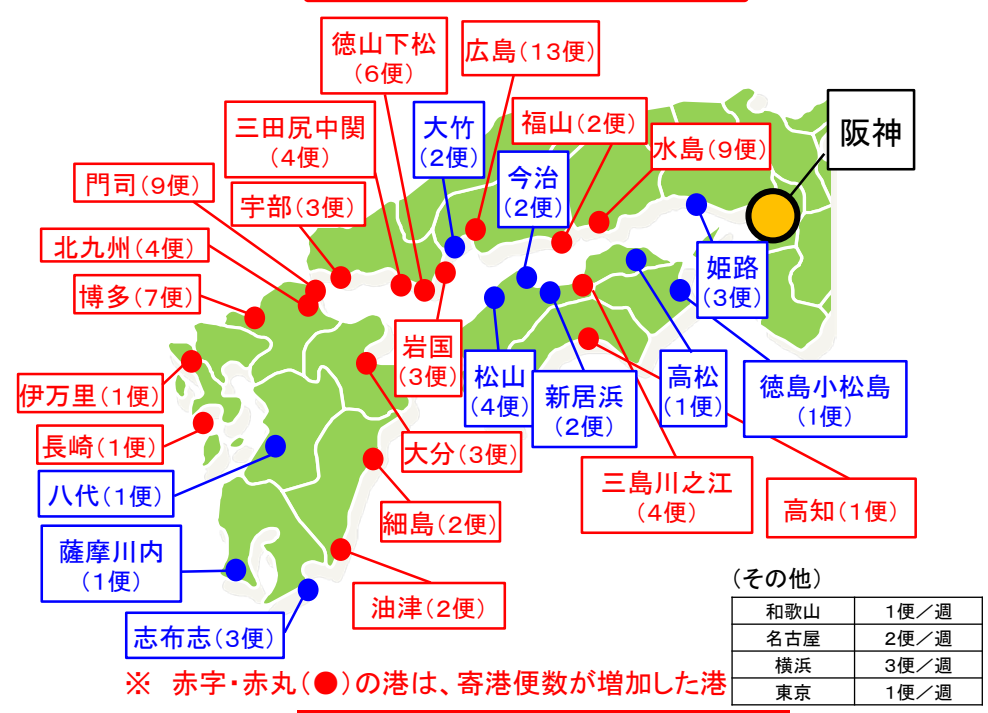 徳山下松
(6便)
広島(13便)
三田尻中関
(4便)
大竹
(2便)
福山(2便)
水島(9便)
阪神
門司(9便)
宇部(3便)
今治
(2便)
北九州(4便)
姫路
(3便)
博多(7便)
岩国
(3便)
松山
(4便)
新居浜
(2便)
高松
(1便)
徳島小松島
(1便)
伊万里(1便)
長崎(1便)
大分(3便)
八代(1便)
三島川之江
(4便)
高知(1便)
細島(2便)
薩摩川内
(1便)
油津(2便)
志布志(3便)
(その他)
和歌山 1便/週
名古屋 2便/週
横浜 3便/週
東京 1便/週
※ 赤字・赤丸(●)の港は、寄港便数が増加した港